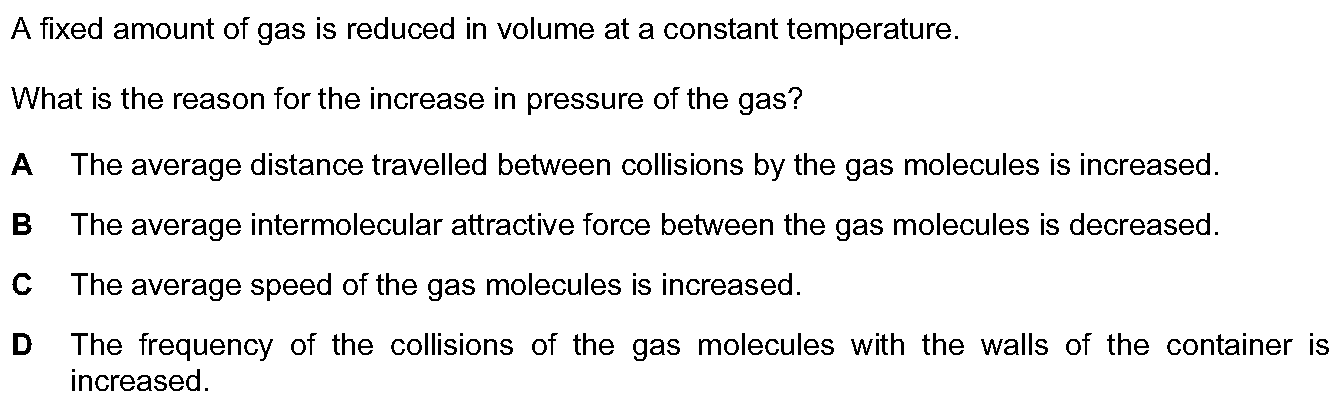 A fixed amount of gas is reduced in volume at a constant temperature.
What is the reason for the increase in pressure of the gas?
A The average distance travelled between collisions by the gas molecules is increased.
B The average intermolecular attractive force between the gas molecules is decreased.
C The average speed of the gas molecules is increased.
D The frequency of the collisions of the gas molecules with the walls of the container is
increased.